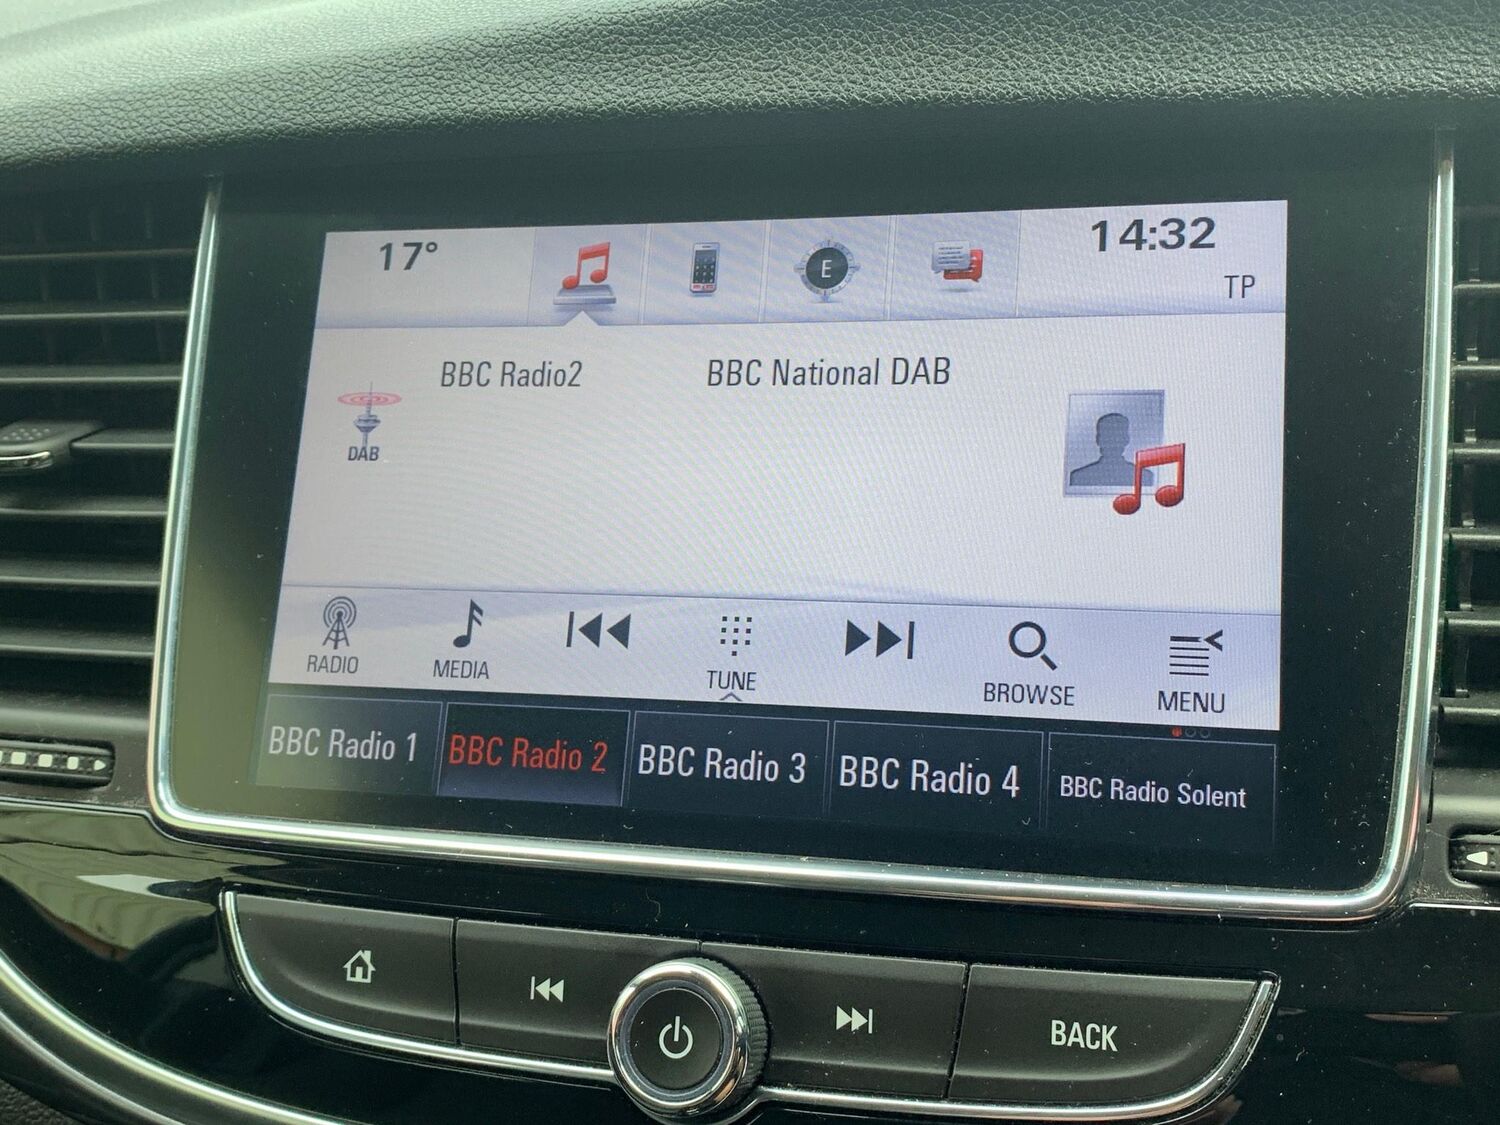 17°
E
14:32
TP
BBC Radio2
BBC National DAB
DAB
RADIO
MEDIA
TUNE
BROWSE
MENU
BBC Radio 1
BBC Radio 2
BBC Radio 3
BBC Radio 4
BBC Radio Solent
BACK